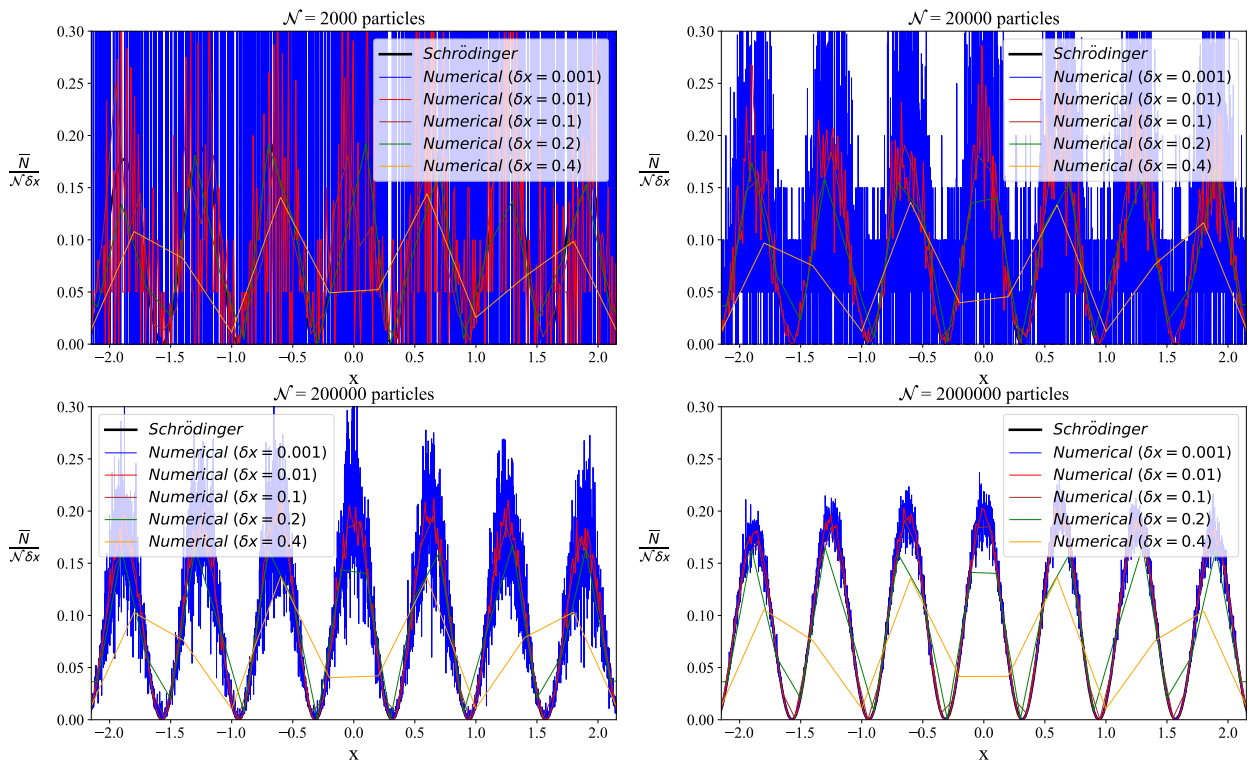 𝒩 = 2000 particles
0.30
0.25
0.20
0.15
0.10
0.05
0.00
N̅
𝒩 δx
Schrödinger
Numerical (δx = 0.001)
Numerical (δx = 0.01)
Numerical (δx = 0.1)
Numerical (δx = 0.2)
Numerical (δx = 0.4)
−2.0 −1.5 −1.0 −0.5 0.0 0.5 1.0 1.5 2.0
x
𝒩 = 20000 particles
0.30
0.25
0.20
0.15
0.10
0.05
0.00
N̅
𝒩 δx
Schrödinger
Numerical (δx = 0.001)
Numerical (δx = 0.01)
Numerical (δx = 0.1)
Numerical (δx = 0.2)
Numerical (δx = 0.4)
−2.0 −1.5 −1.0 −0.5 0.0 0.5 1.0 1.5 2.0
x
𝒩 = 200000 particles
0.30
0.25
0.20
0.15
0.10
0.05
0.00
N̅
𝒩 δx
Schrödinger
Numerical (δx = 0.001)
Numerical (δx = 0.01)
Numerical (δx = 0.1)
Numerical (δx = 0.2)
Numerical (δx = 0.4)
−2.0 −1.5 −1.0 −0.5 0.0 0.5 1.0 1.5 2.0
x
𝒩 = 2000000 particles
0.30
0.25
0.20
0.15
0.10
0.05
0.00
N̅
𝒩 δx
Schrödinger
Numerical (δx = 0.001)
Numerical (δx = 0.01)
Numerical (δx = 0.1)
Numerical (δx = 0.2)
Numerical (δx = 0.4)
−2.0 −1.5 −1.0 −0.5 0.0 0.5 1.0 1.5 2.0
x